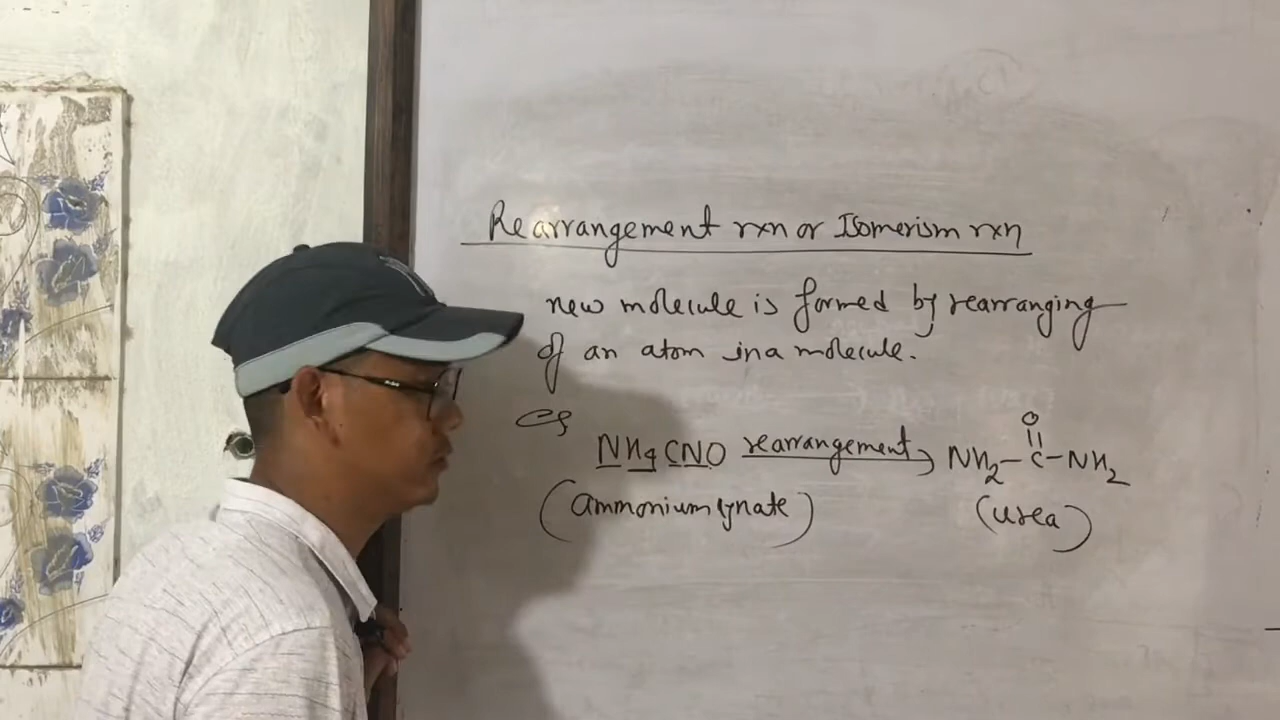 Rearrangement rxn or Isomerism rxn
new molecule is formed by rearranging
of an atom in a molecule.
eg
NH4CNO rearrangement → NH2-C-NH2
O
(ammonium cynate) (urea)